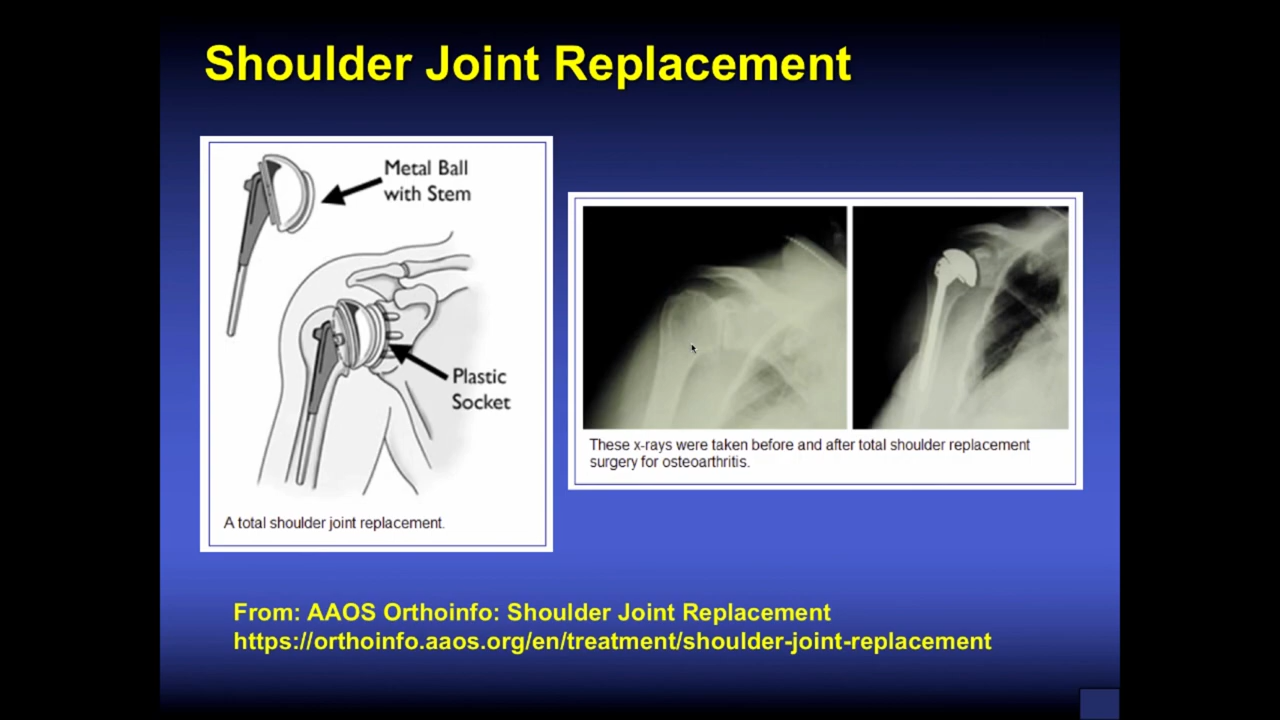 Shoulder Joint Replacement
Metal Ball
with Stem
Plastic
Socket
A total shoulder joint replacement.
These x-rays were taken before and after total shoulder replacement
surgery for osteoarthritis.
From: AAOS Orthoinfo: Shoulder Joint Replacement
https://orthoinfo.aaos.org/en/treatment/shoulder-joint-replacement